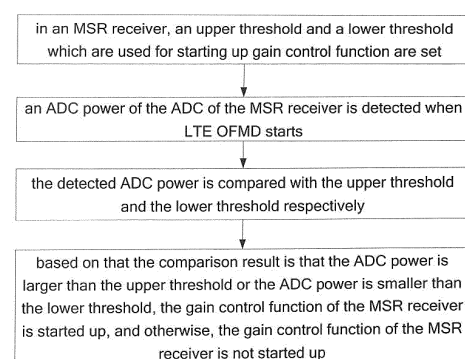 in an MSR receiver, an upper threshold and a lower threshold
which are used for starting up gain control function are set
an ADC power of the ADC of the MSR receiver is detected when
LTE OFMD starts
the detected ADC power is compared with the upper threshold
and the lower threshold respectively
based on that the comparison result is that the ADC power is
larger than the upper threshold or the ADC power is smaller than
the lower threshold, the gain control function of the MSR receiver
is started up, and otherwise, the gain control function of the MSR
receiver is not started up